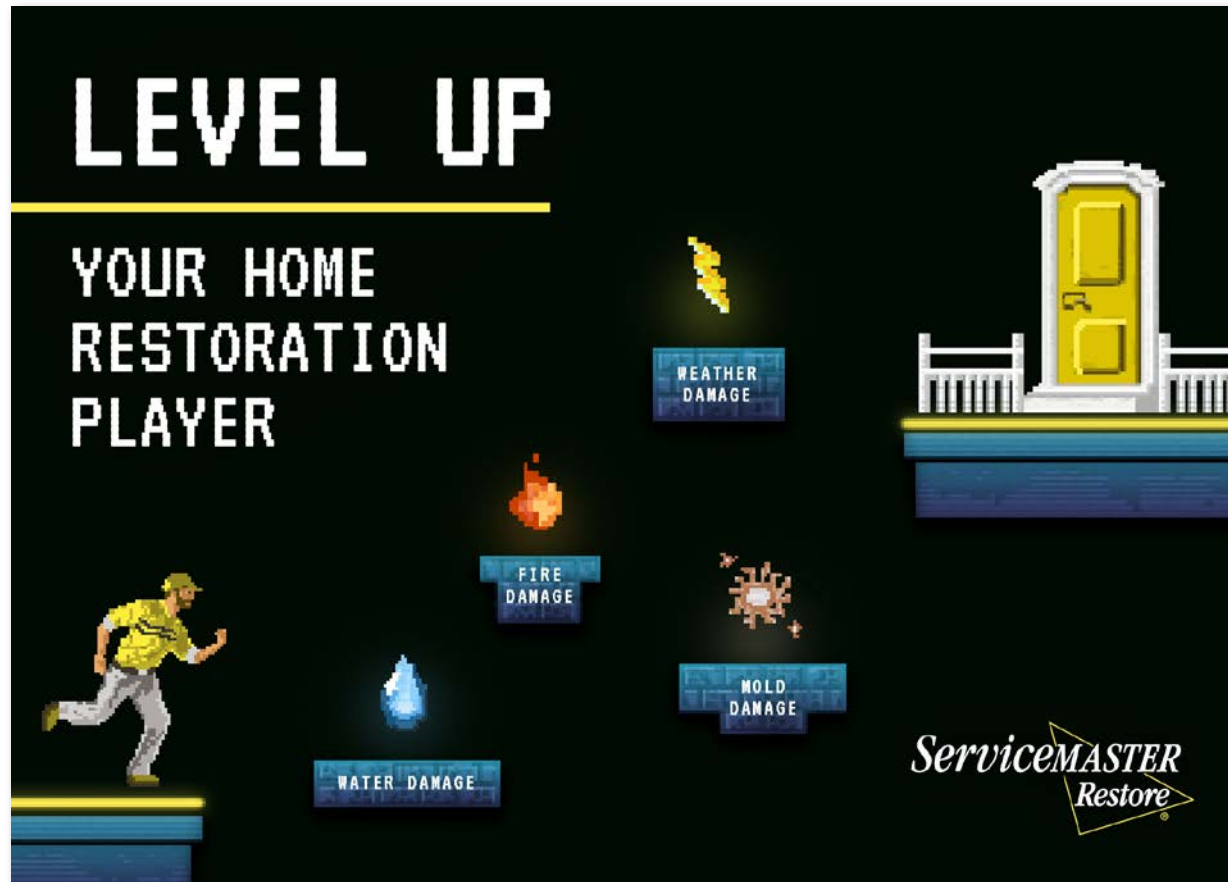 LEVEL UP
YOUR HOME
RESTORATION
PLAYER
WEATHER
DAMAGE
FIRE
DAMAGE
MOLD
DAMAGE
WATER DAMAGE
ServiceMASTER
Restore®